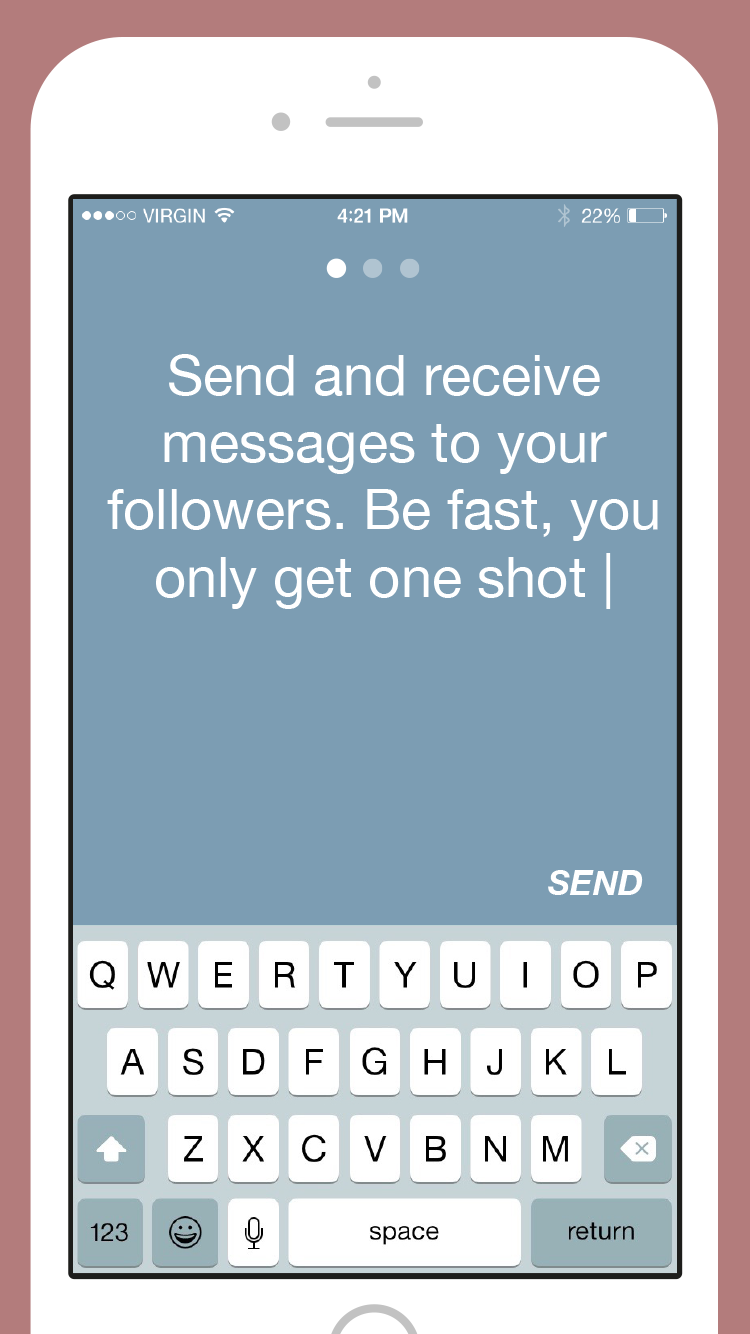 VIRGIN 4:21 PM 22%
Send and receive
messages to your
followers. Be fast, you
only get one shot |
SEND
Q W E R T Y U I O P
A S D F G H J K L
Z X C V B N M
123 space return